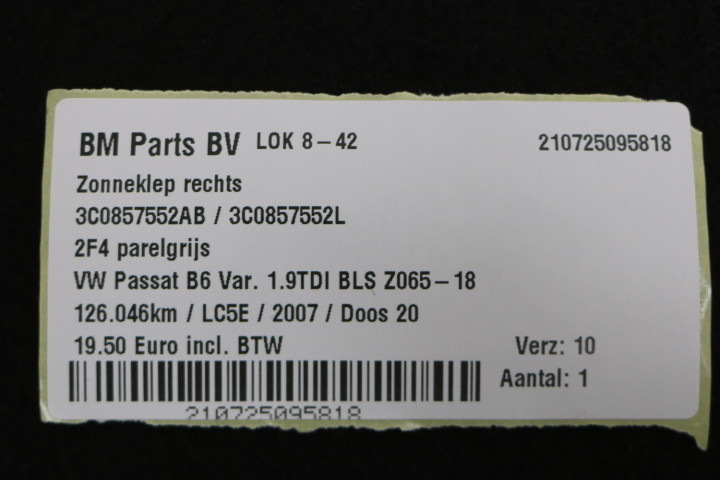 BM Parts BV LOK 8-42 210725095818
Zonneklep rechts
3C0857552AB / 3C0857552L
2F4 parelgrijs
VW Passat B6 Var. 1.9TDI BLS Z065-18
126.046km / LC5E / 2007 / Doos 20
19.50 Euro incl. BTW Verz: 10
Aantal: 1
210725095818